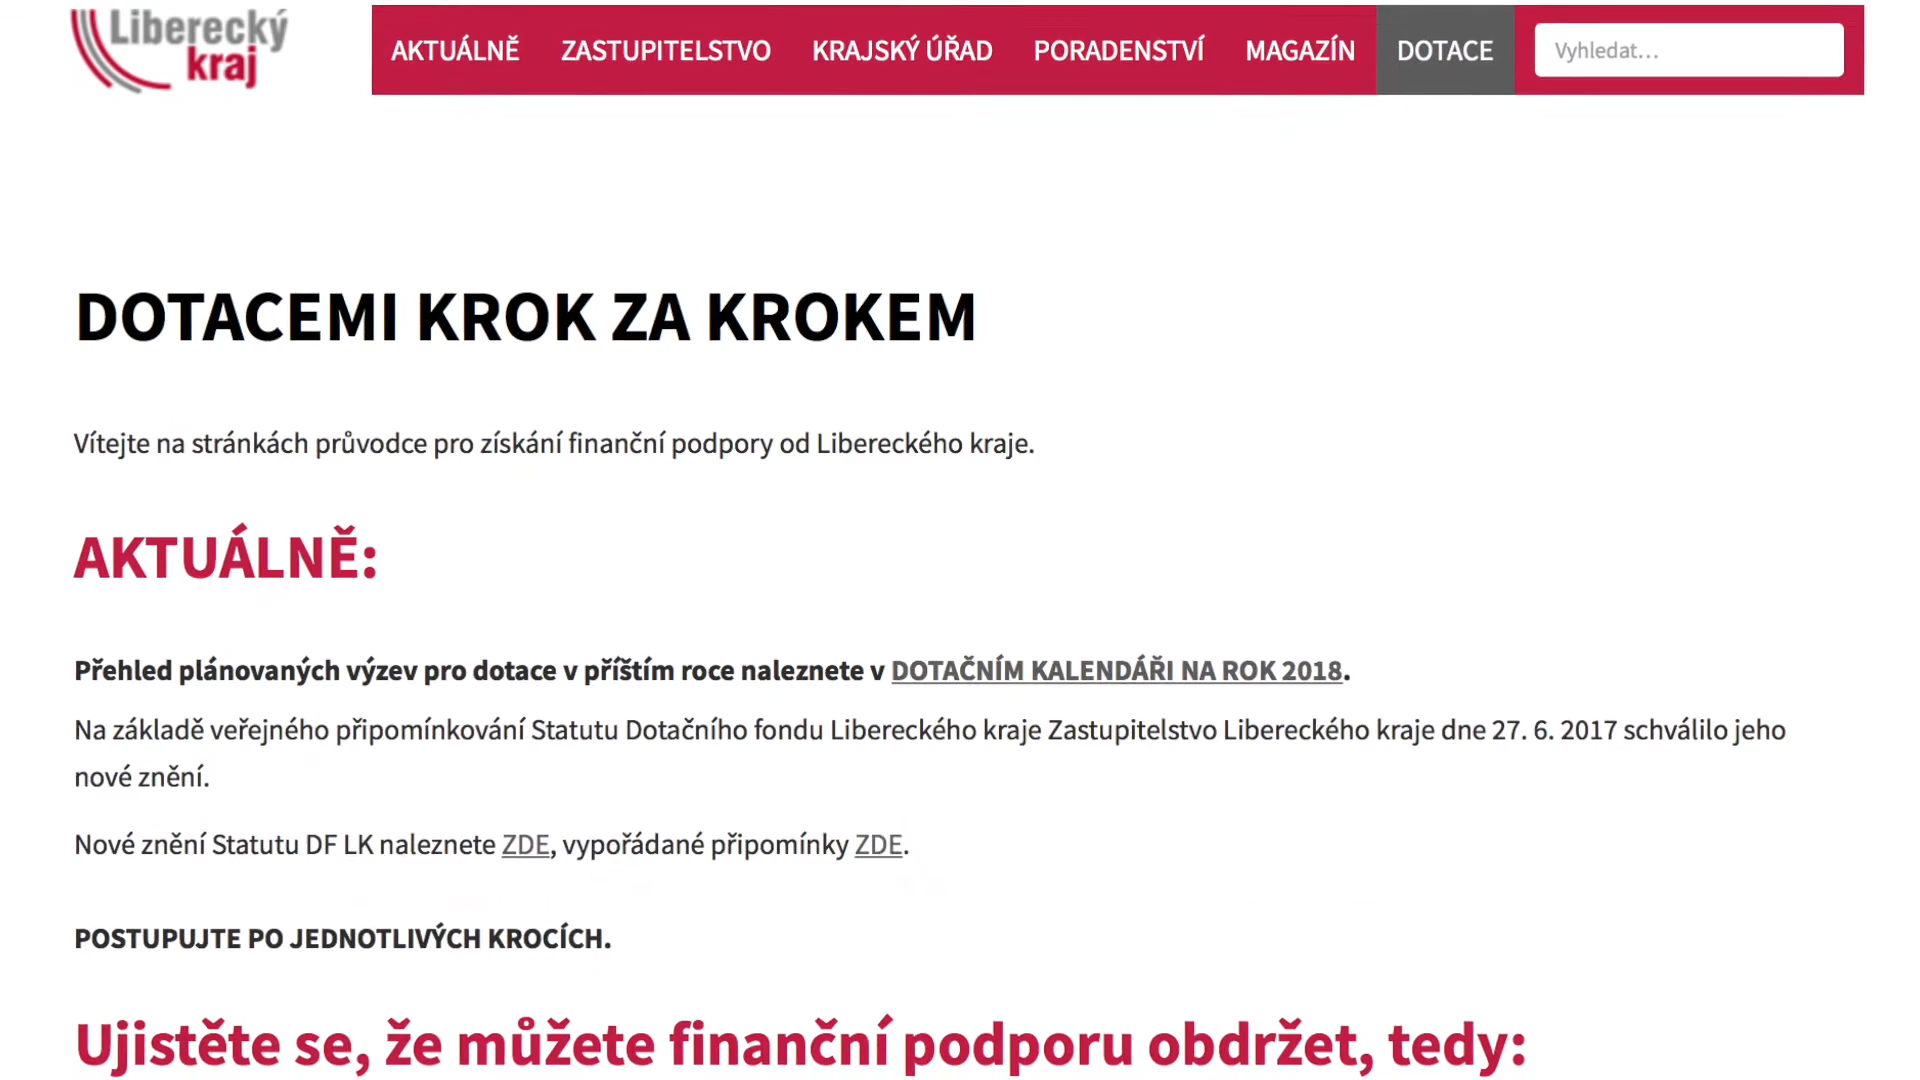 Liberecký
kraj
AKTUÁLNĚ ZASTUPITELSTVO KRAJSKÝ ÚŘAD PORADENSTVÍ MAGAZÍN DOTACE Vyhledat…
DOTACEMI KROK ZA KROKEM
Vítejte na stránkách průvodce pro získání finanční podpory od Libereckého kraje.
AKTUÁLNĚ:
Přehled plánovaných výzev pro dotace v příštím roce naleznete v DOTAČNÍM KALENDÁŘI NA ROK 2018.
Na základě veřejného připomínkování Statutu Dotačního fondu Libereckého kraje Zastupitelstvo Libereckého kraje dne 27. 6. 2017 schválilo jeho
nové znění.
Nové znění Statutu DF LK naleznete ZDE, vypořádané připomínky ZDE.
POSTUPUJTE PO JEDNOTLIVÝCH KROCÍCH.
Ujistěte se, že můžete finanční podporu obdržet, tedy: